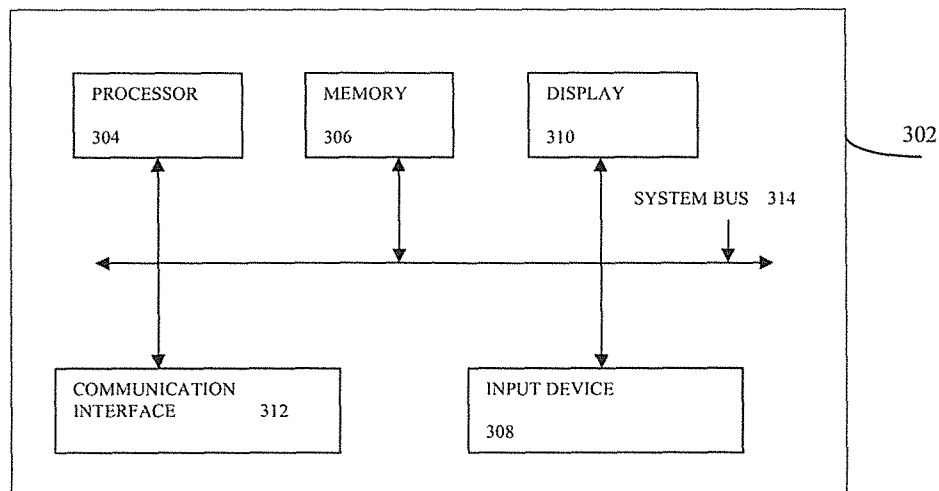 PROCESSOR
304
MEMORY
306
DISPLAY
310
302
SYSTEM BUS 314
COMMUNICATION
INTERFACE 312
INPUT DEVICE
308